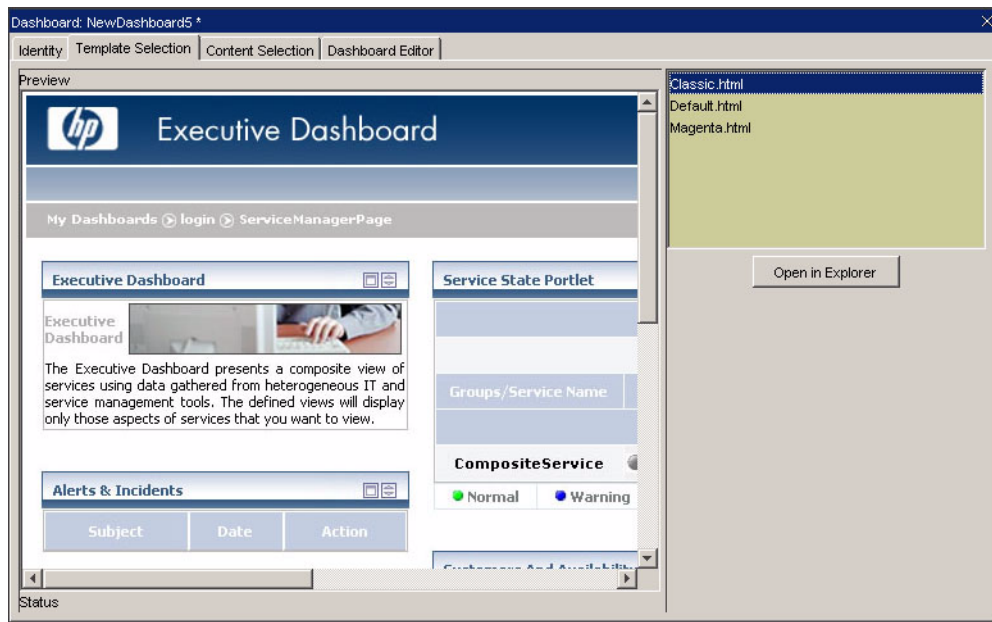 Dashboard: NewDashboard5 *
Identity Template Selection Content Selection Dashboard Editor
Preview
hp Executive Dashboard
My Dashboards login ServiceManagerPage
Executive Dashboard
Executive
Dashboard
The Executive Dashboard presents a composite view of
services using data gathered from heterogeneous IT and
service management tools. The defined views will display
only those aspects of services that you want to view.
Alerts & Incidents
Subject Date Action
Service State Portlet
Groups/Service Name
CompositeService
Normal Warning
Customers And Availability
Status
Classic.html
Default.html
Magenta.html
Open in Explorer